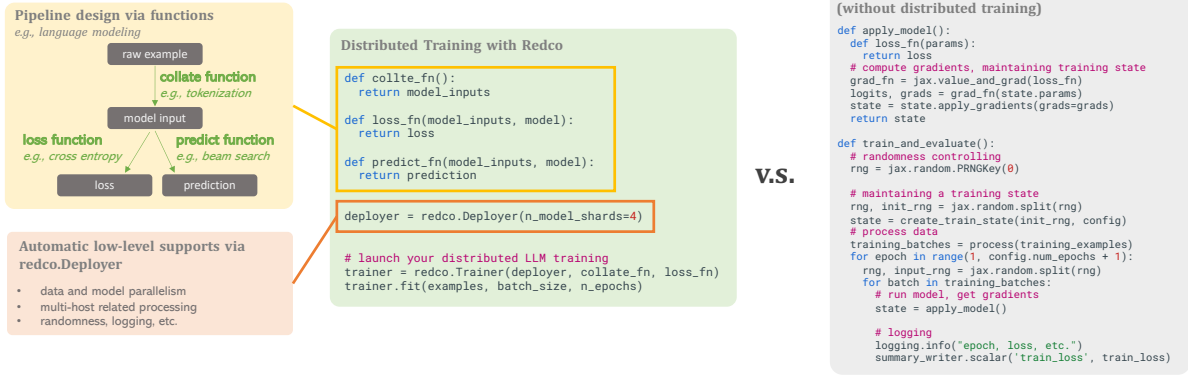 Pipeline design via functions
e.g., language modeling
raw example
collate function
e.g., tokenization
model input
loss function
e.g., cross entropy
predict function
e.g., beam search
loss
prediction
Automatic low-level supports via
redco.Deployer
• data and model parallelism
• multi-host related processing
• randomness, logging, etc.
Distributed Training with Redco
def collte_fn():
  return model_inputs
def loss_fn(model_inputs, model):
  return loss
def predict_fn(model_inputs, model):
  return prediction
deployer = redco.Deployer(n_model_shards=4)
# launch your distributed LLM training
trainer = redco.Trainer(deployer, collate_fn, loss_fn)
trainer.fit(examples, batch_size, n_epochs)
v.s.
(without distributed training)
def apply_model():
  def loss_fn(params):
    return loss
  # compute gradients, maintaining training state
  grad_fn = jax.value_and_grad(loss_fn)
  logits, grads = grad_fn(state.params)
  state = state.apply_gradients(grads=grads)
  return state
def train_and_evaluate():
  # randomness controlling
  rng = jax.random.PRNGKey(0)
  # maintaining a training state
  rng, init_rng = jax.random.split(rng)
  state = create_train_state(init_rng, config)
  # process data
  training_batches = process(training_examples)
  for epoch in range(1, config.num_epochs + 1):
    rng, input_rng = jax.random.split(rng)
    for batch in training_batches:
      # run model, get gradients
      state = apply_model()
      # logging
      logging.info("epoch, loss, etc.")
      summary_writer.scalar('train_loss', train_loss)